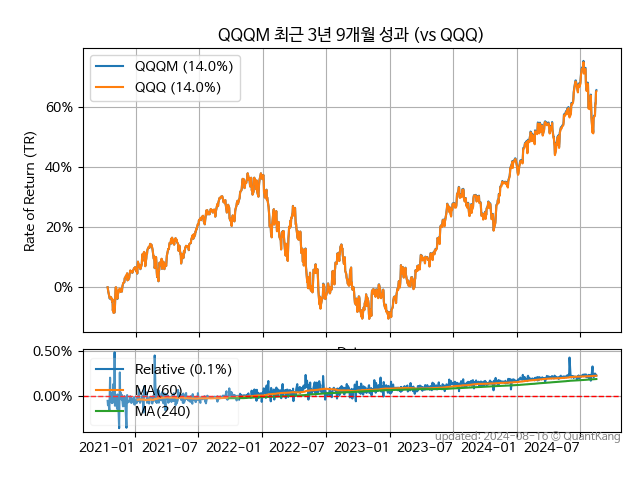 QQQM 최근 3년 9개월 성과 (vs QQQ)
QQQM (14.0%)
QQQ (14.0%)
Rate of Return (TR)
60%
40%
20%
0%
0.50%
0.00%
Relative (0.1%)
MA(60)
MA(240)
2021-01 2021-07 2022-01 2022-07 2023-01 2023-07 2024-01 2024-07
updated: 2024-08-16 © QuantKang